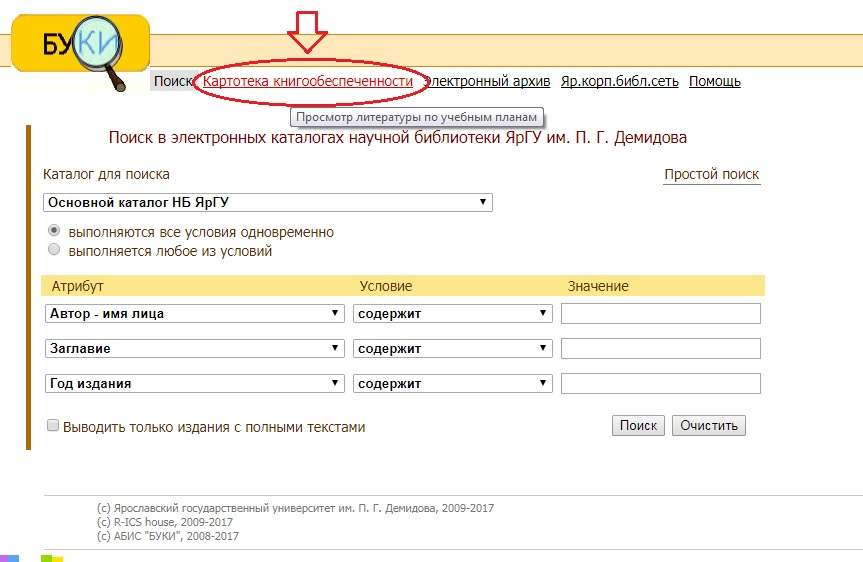 БУКИ
Поиск Картотека книгообеспеченности Электронный архив Яр.корп.библ.сеть Помощь
Просмотр литературы по учебным планам
Поиск в электронных каталогах научной библиотеки ЯрГУ им. П. Г. Демидова
Каталог для поиска Простой поиск
Основной каталог НБ ЯрГУ
выполняются все условия одновременно
выполняется любое из условий
Атрибут Условие Значение
Автор - имя лица содержит
Заглавие содержит
Год издания содержит
Выводить только издания с полными текстами Поиск Очистить
(c) Ярославский государственный университет им. П. Г. Демидова, 2009-2017
(c) R-ICS house, 2009-2017
(c) АБИС "БУКИ", 2008-2017